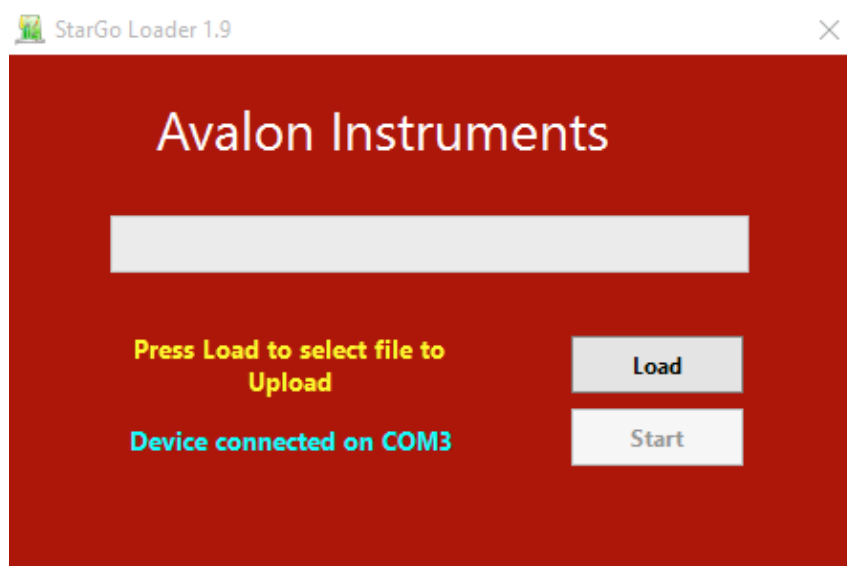 StarGo Loader 1.9
Avalon Instruments
Press Load to select file to
Upload
Load
Device connected on COM3
Start